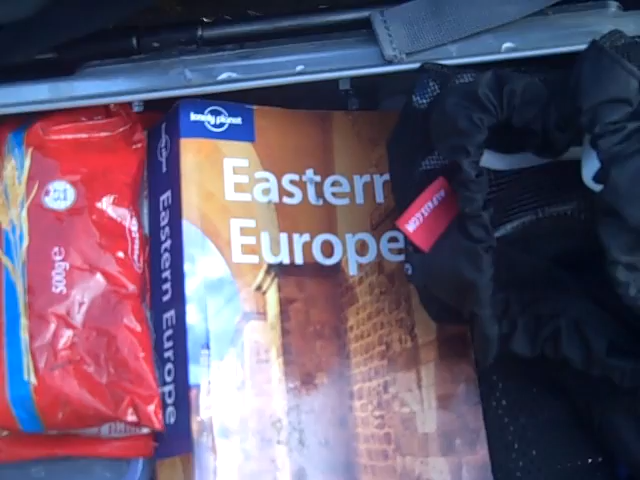 lonely planet
Eastern
Europe
Eastern Europe
500g e